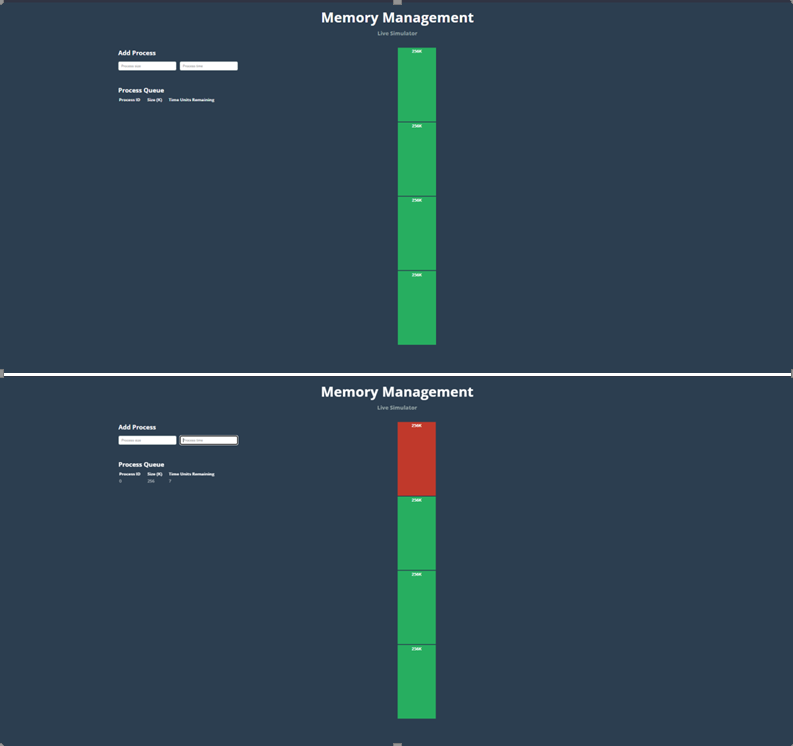 Memory Management
Live Simulator
Add Process
Process size Process time
Process Queue
Process ID Size (K) Time Units Remaining
256K
256K
256K
256K
Memory Management
Live Simulator
Add Process
Process size Process time
Process Queue
Process ID Size (K) Time Units Remaining
0 256 7
256K
256K
256K
256K